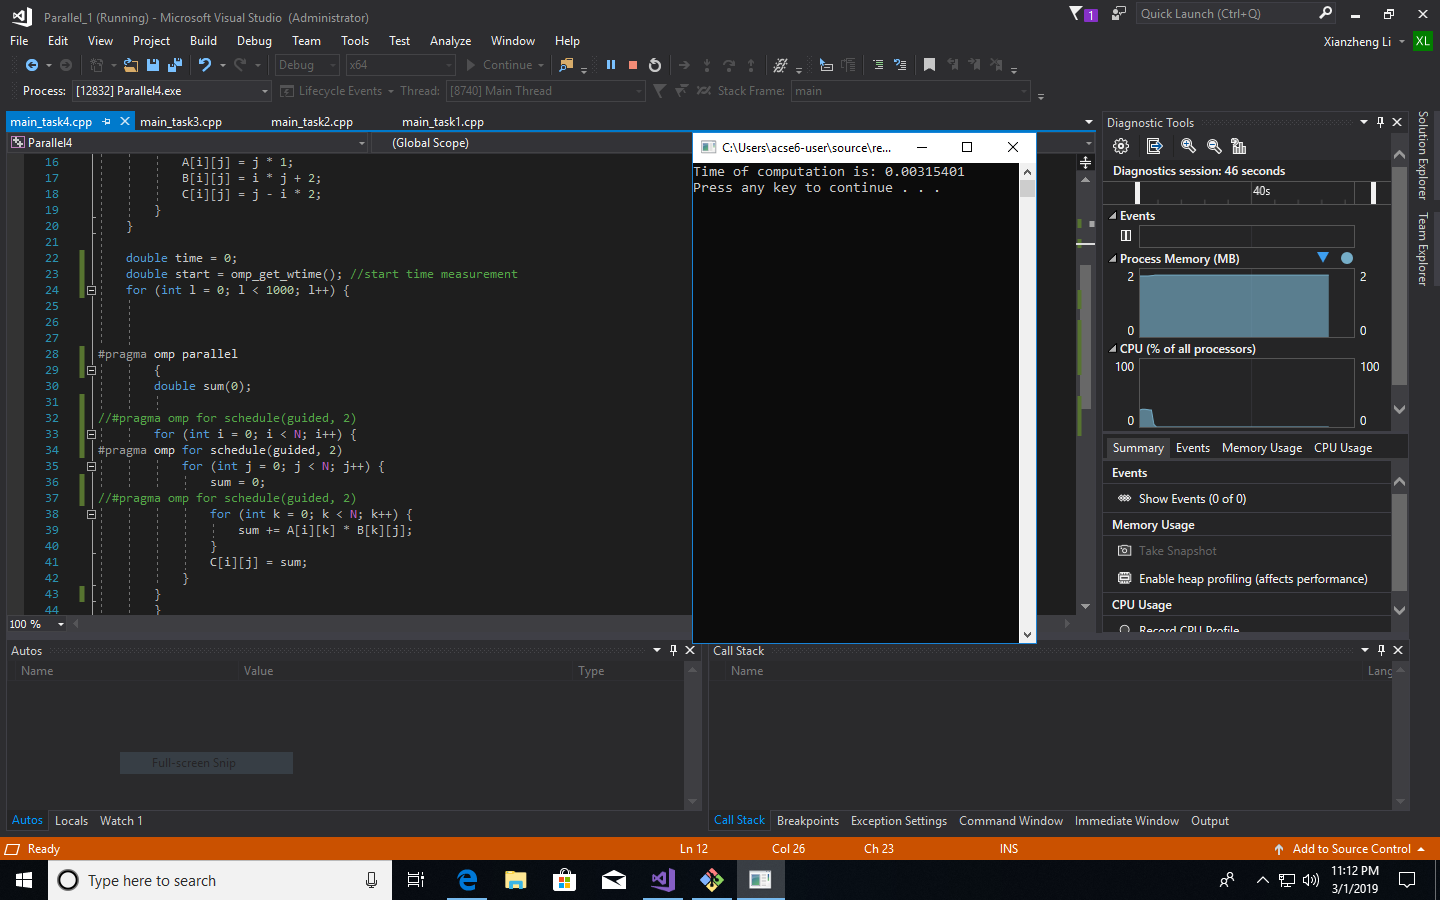 Parallel_1 (Running) - Microsoft Visual Studio (Administrator)
1
Quick Launch (Ctrl+Q)
File Edit View Project Build Debug Team Tools Test Analyze Window Help
Xianzheng Li XL
Debug x64 Continue
Process: [12832] Parallel4.exe Lifecycle Events Thread: [8740] Main Thread Stack Frame: main
main_task4.cpp main_task3.cpp main_task2.cpp main_task1.cpp
Parallel4 (Global Scope)
16 A[i][j] = j * 1;
17 B[i][j] = i * j + 2;
18 C[i][j] = j - i * 2;
19 }
20 }
21
22 double time = 0;
23 double start = omp_get_wtime(); //start time measurement
24 for (int l = 0; l < 1000; l++) {
25
26
27
28 #pragma omp parallel
29 {
30 double sum(0);
31
32 //#pragma omp for schedule(guided, 2)
33 for (int i = 0; i < N; i++) {
34 #pragma omp for schedule(guided, 2)
35 for (int j = 0; j < N; j++) {
36 sum = 0;
37 //#pragma omp for schedule(guided, 2)
38 for (int k = 0; k < N; k++) {
39 sum += A[i][k] * B[k][j];
40 }
41 C[i][j] = sum;
42 }
43 }
44 }
100 %
C:\Users\acse6-user\source\re...
Time of computation is: 0.00315401
Press any key to continue . . .
Diagnostic Tools
Diagnostics session: 46 seconds
40s
Events
Process Memory (MB)
2 2
0 0
CPU (% of all processors)
100 100
0 0
Summary Events Memory Usage CPU Usage
Events
Show Events (0 of 0)
Memory Usage
Take Snapshot
Enable heap profiling (affects performance)
CPU Usage
Record CPU Profile
Solution Explorer
Team Explorer
Autos
Name Value Type
Full-screen Snip
Autos Locals Watch 1
Call Stack
Name Lang
Call Stack Breakpoints Exception Settings Command Window Immediate Window Output
Ready Ln 12 Col 26 Ch 23 INS Add to Source Control
Type here to search
11:12 PM
3/1/2019